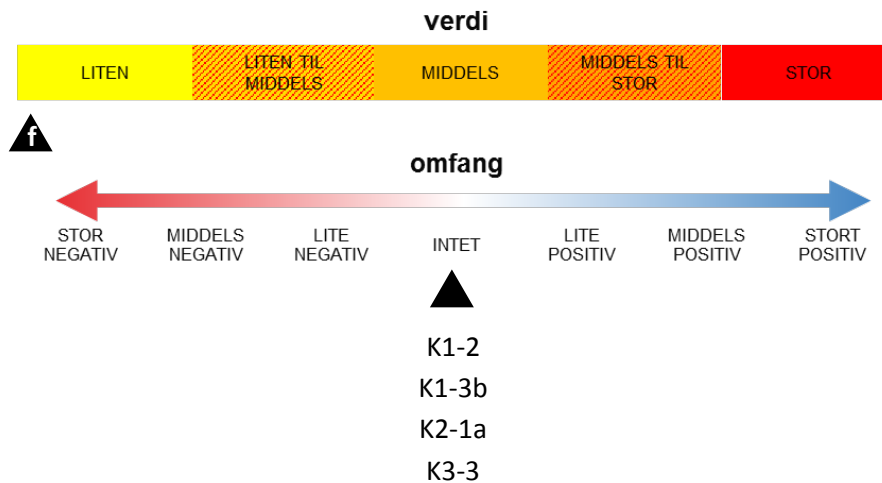 verdi
LITEN
LITEN TIL
MIDDELS
MIDDELS
MIDDELS TIL
STOR
STOR
f
omfang
STOR
NEGATIV
MIDDELS
NEGATIV
LITE
NEGATIV
INTET
LITE
POSITIV
MIDDELS
POSITIV
STORT
POSITIV
K1-2
K1-3b
K2-1a
K3-3